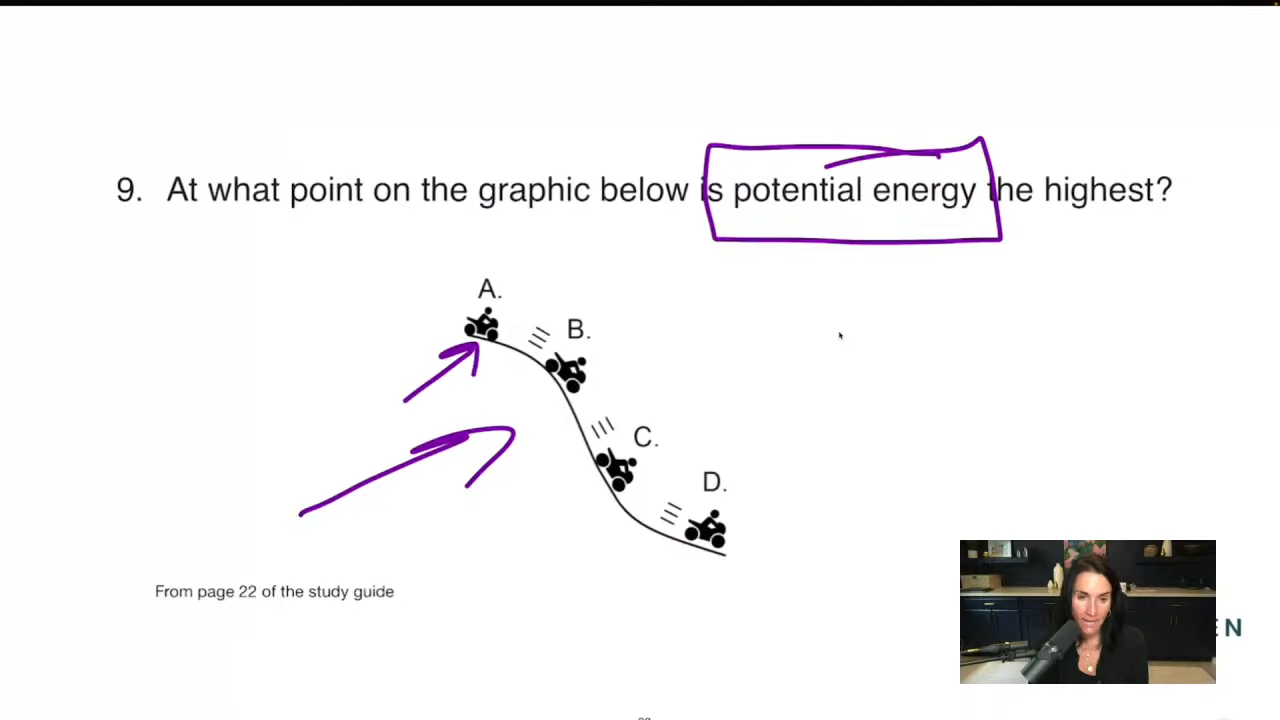 9. At what point on the graphic below is potential energy the highest?
A.
B.
C.
D.
From page 22 of the study guide
EN